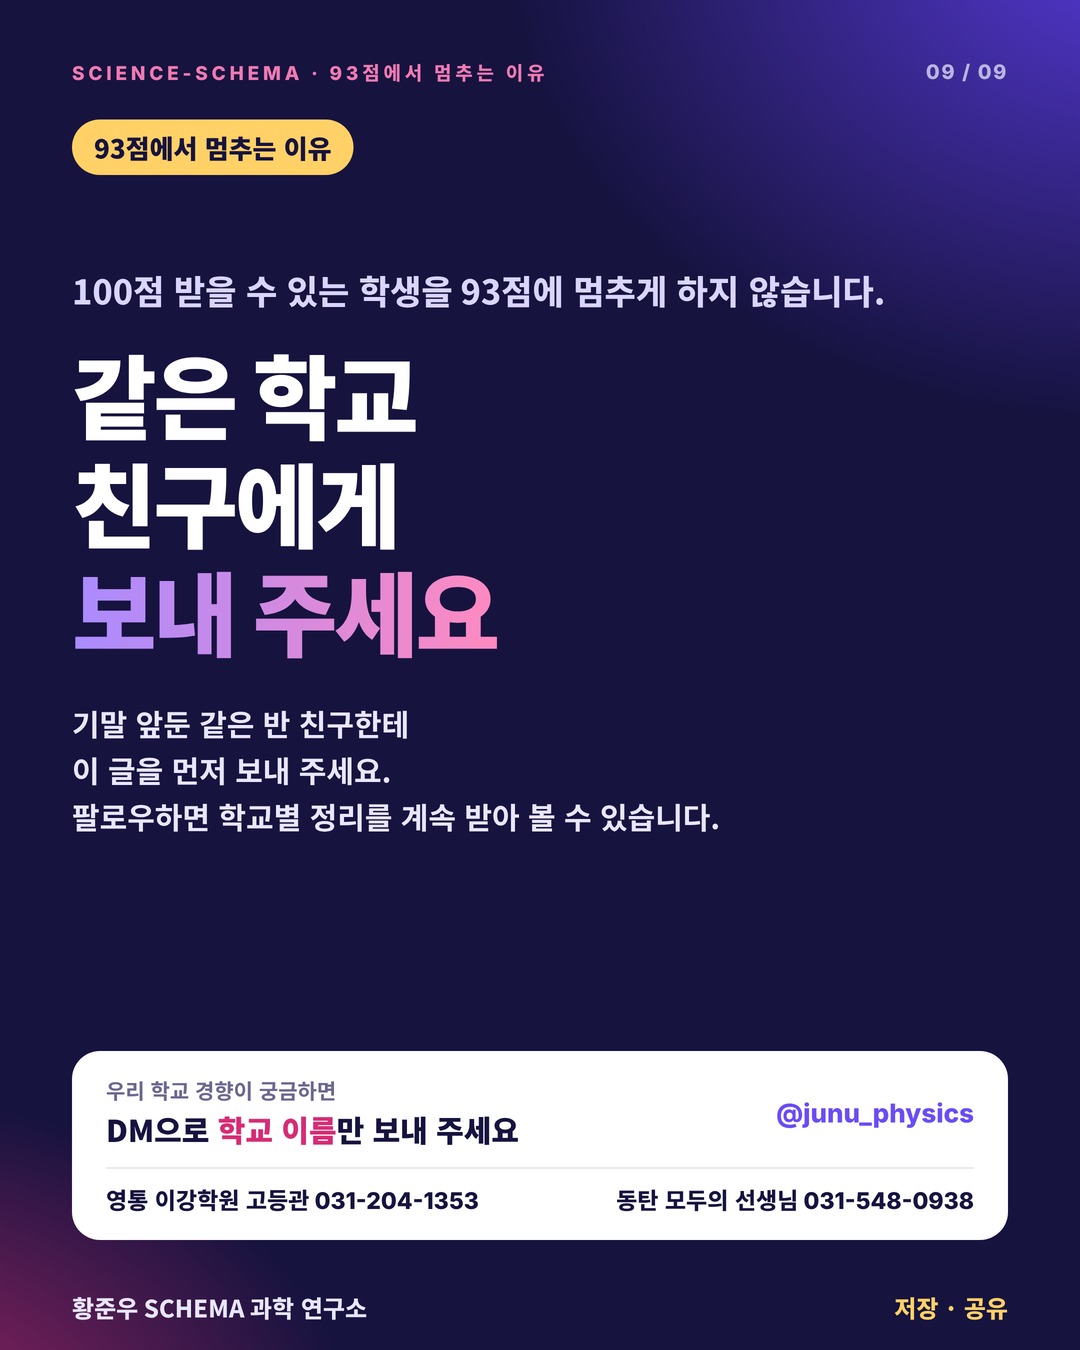 SCIENCE-SCHEMA · 93점에서 멈추는 이유
09 / 09
93점에서 멈추는 이유
100점 받을 수 있는 학생을 93점에 멈추게 하지 않습니다.
같은 학교
친구에게
보내 주세요
기말 앞둔 같은 반 친구한테
이 글을 먼저 보내 주세요.
팔로우하면 학교별 정리를 계속 받아 볼 수 있습니다.
우리 학교 경향이 궁금하면
DM으로 학교 이름만 보내 주세요
@junu_physics
영통 이강학원 고등관 031-204-1353
동탄 모두의 선생님 031-548-0938
황준우 SCHEMA 과학 연구소
저장 · 공유